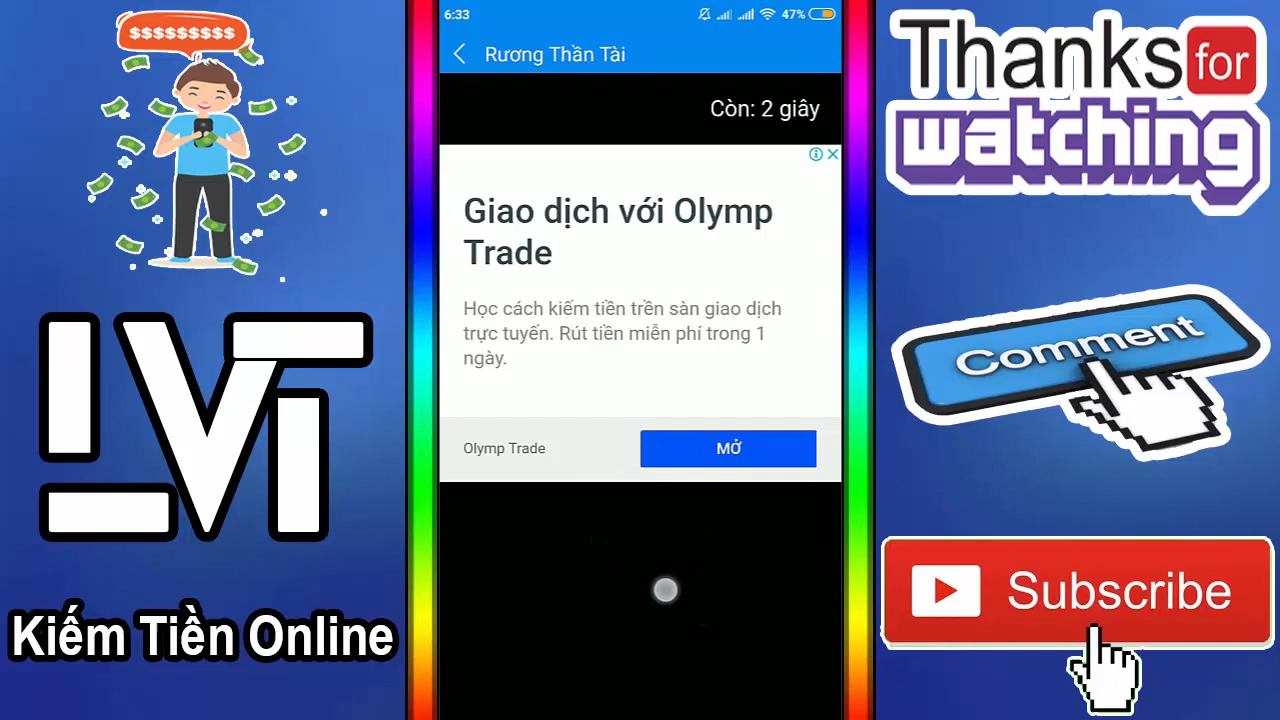 $$$$$$$$$
LVT
Kiếm Tiền Online
6:33
47%
Rương Thần Tài
Còn: 2 giây
Giao dịch với Olymp
Trade
Học cách kiếm tiền trên sàn giao dịch
trực tuyến. Rút tiền miễn phí trong 1
ngày.
Olymp Trade
MỞ
Thanks for
watching
Comment
Subscribe